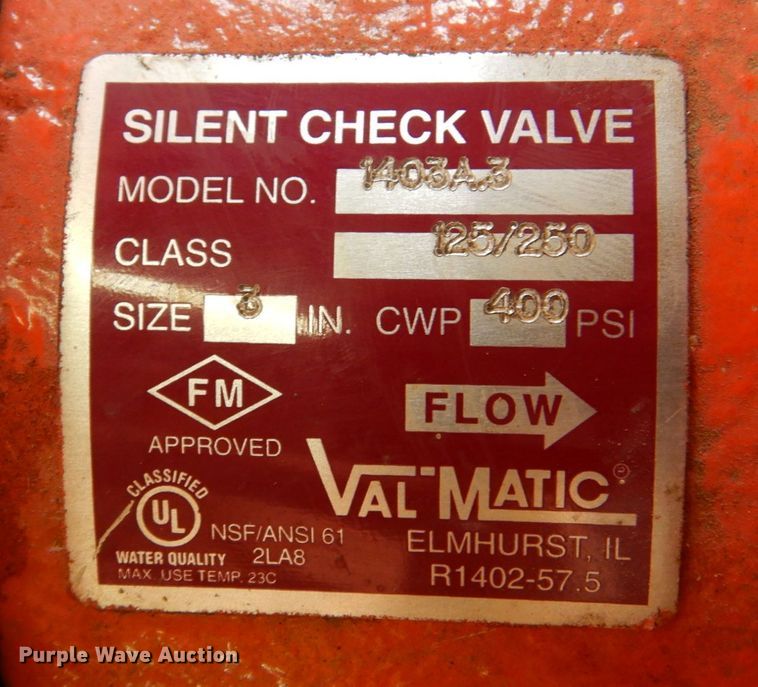 SILENT CHECK VALVE
MODEL NO. 1403A.3
CLASS 125/250
SIZE 3 IN. CWP 400 PSI
FM
APPROVED
FLOW
VAL-MATIC®
CLASSIFIED
UL
WATER QUALITY
NSF/ANSI 61
2LA8
MAX. USE TEMP. 23C
ELMHURST, IL
R1402-57.5
Purple Wave Auction